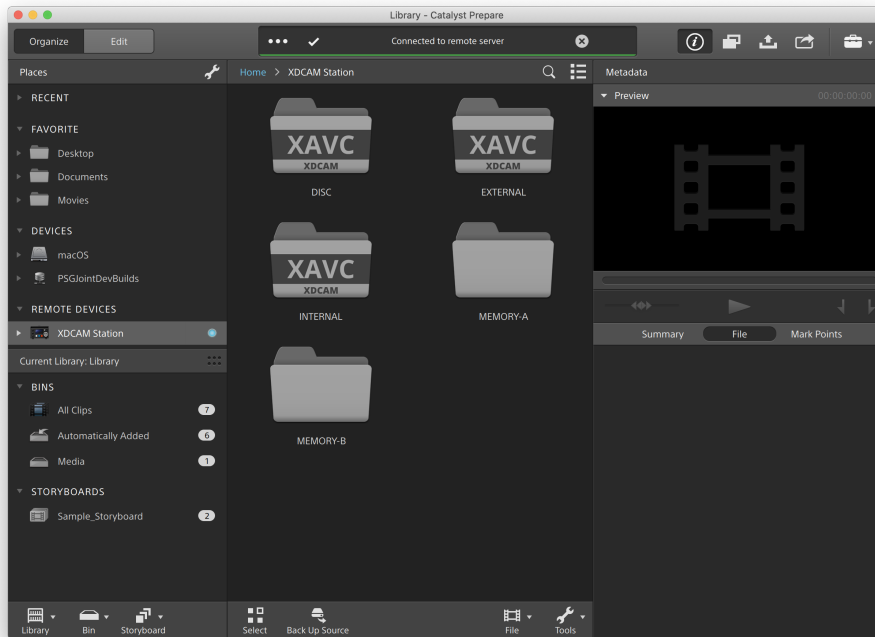 Library - Catalyst Prepare
Organize
Edit
Connected to remote server
Places
Home > XDCAM Station
Metadata
RECENT
Preview
00:00:00:00
FAVORITE
Desktop
Documents
Movies
DEVICES
macOS
PSGJointDevBuilds
REMOTE DEVICES
XDCAM Station
Current Library: Library
BINS
All Clips
7
Automatically Added
6
Media
1
STORYBOARDS
Sample_Storyboard
2
XAVC
XDCAM
DISC
XAVC
XDCAM
EXTERNAL
XAVC
XDCAM
INTERNAL
MEMORY-A
MEMORY-B
Summary
File
Mark Points
Library
Bin
Storyboard
Select
Back Up Source
File
Tools